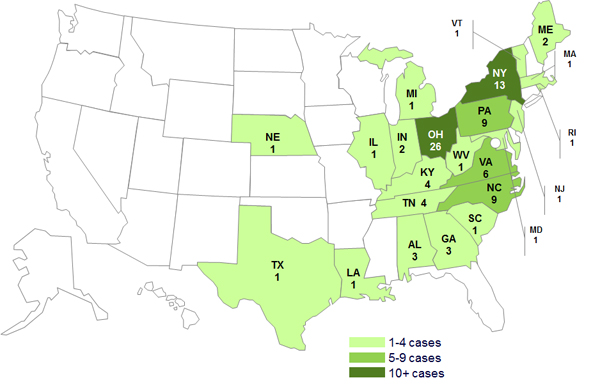 VT
1
ME
2
MA
1
NY
13
MI
1
PA
9
RI
1
NE
1
IL
1
IN
2
OH
26
WV
1
VA
6
NJ
1
KY
4
NC
9
MD
1
TN 4
SC
1
AL
3
GA
3
TX
1
LA
1
1-4 cases
5-9 cases
10+ cases